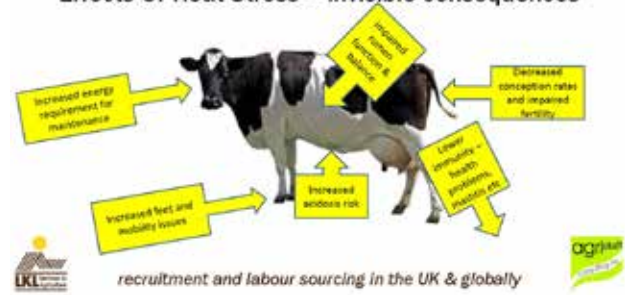 Effects of Heat Stress – invisible consequences
Impaired
rumen
function &
balance
Increased energy
requirement for
maintenance
Decreased
conception rates
and impaired
fertility
Lower
immunity –
health
problems,
mastitis etc
Increased
acidosis risk
Increased feet and
mobility issues
LKL
recruitment and labour sourcing in the UK & globally